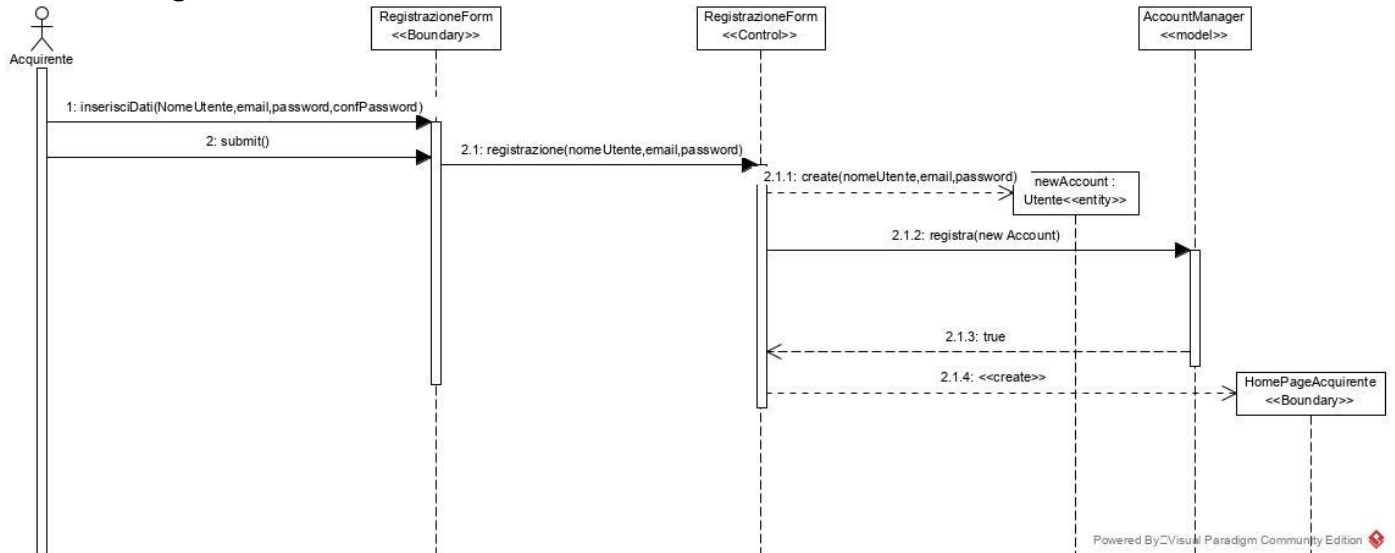 RegistrazioneForm
<<Boundary>>
RegistrazioneForm
<<Control>>
AccountManager
<<model>>
Acquirente
1: inserisciDati(NomeUtente,email,password,confPassword)
2: submit()
2.1: registrazione(nomeUtente,email,password)
2.1.1: create(nomeUtente,email,password)
newAccount :
Utente<<entity>>
2.1.2: registra(new Account)
2.1.3: true
2.1.4: <<create>>
HomePageAcquirente
<<Boundary>>
Powered By Visual Paradigm Community Edition